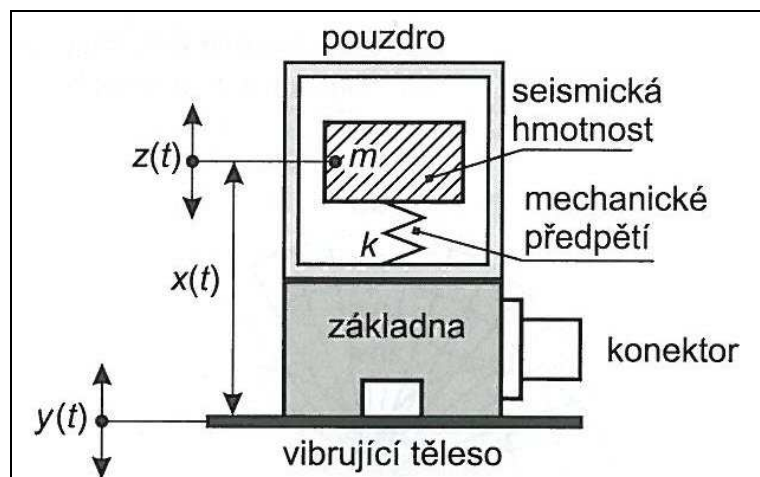 pouzdro
seismická
hmotnost
z(t)
m
mechanické
předpětí
k
x(t)
základna
konektor
y(t)
vibrující těleso